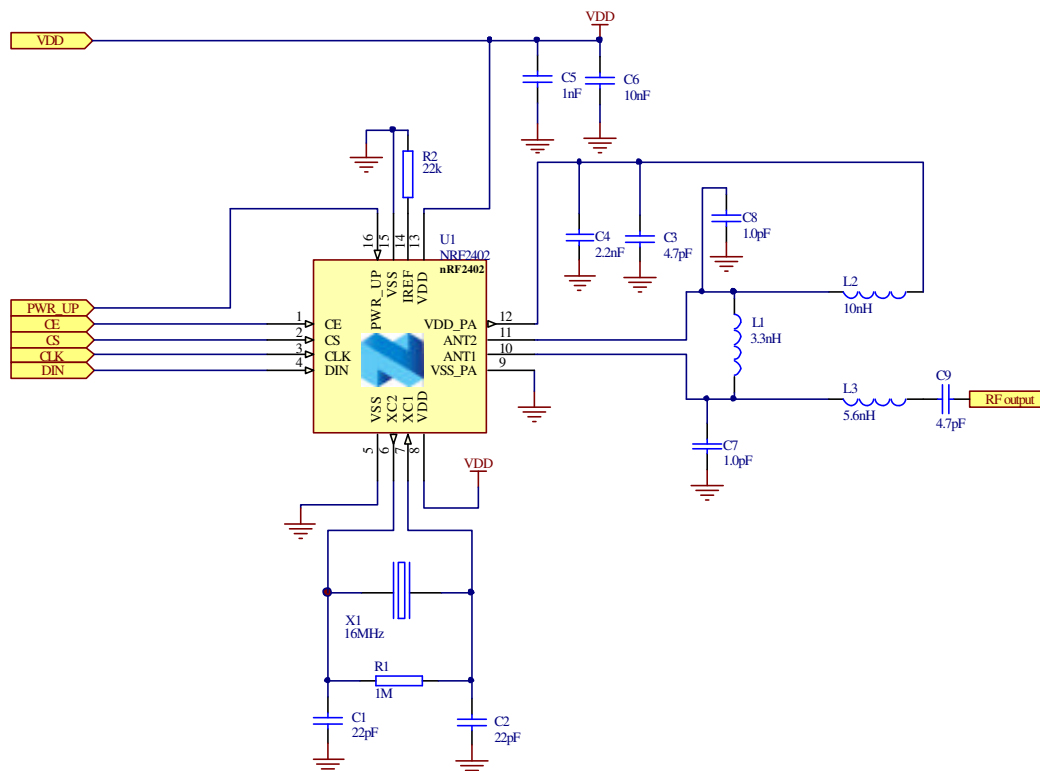 VDD
VDD
C5
1nF
C6
10nF
R2
22k
C8
1.0pF
C4
2.2nF
C3
4.7pF
16
15
14
13
U1
NRF2402
nRF2402
PWR_UP
VSS
IREF
VDD
L2
10nH
PWR_UP
CE
CS
CLK
DIN
1
2
3
4
CE
CS
CLK
DIN
VDD_PA
ANT2
ANT1
VSS_PA
12
11
10
9
L1
3.3nH
L3
5.6nH
C9
4.7pF
RF output
VSS
XC2
XC1
VDD
5
6
7
8
C7
1.0pF
VDD
X1
16MHz
R1
1M
C1
22pF
C2
22pF